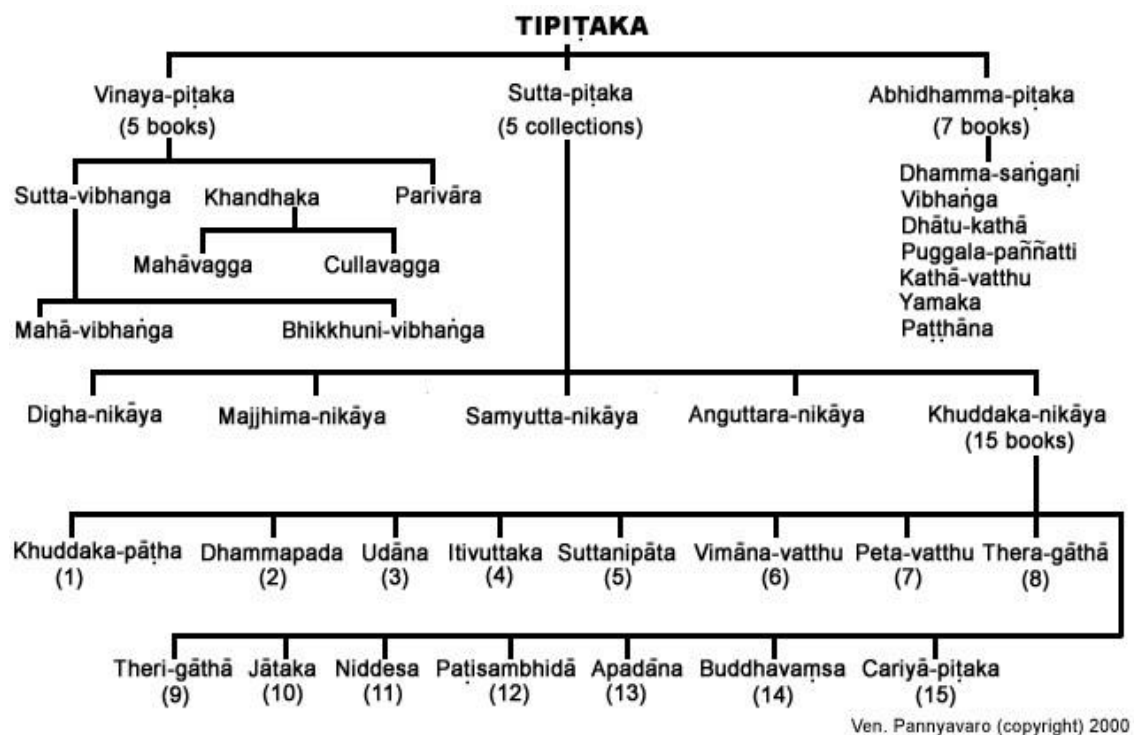 TIPIṬAKA
Vinaya-piṭaka Sutta-piṭaka Abhidhamma-piṭaka
(5 books) (5 collections) (7 books)
Sutta-vibhanga Khandhaka Parivāra
Mahāvagga Cullavagga
Mahā-vibhaṅga Bhikkhuni-vibhaṅga
Dhamma-saṅgaṇi
Vibhaṅga
Dhātu-kathā
Puggala-paññatti
Kathā-vatthu
Yamaka
Paṭṭhāna
Digha-nikāya Majjhima-nikāya Samyutta-nikāya Anguttara-nikāya Khuddaka-nikāya
(15 books)
Khuddaka-pāṭha Dhammapada Udāna Itivuttaka Suttanipāta Vimāna-vatthu Peta-vatthu Thera-gāthā
(1) (2) (3) (4) (5) (6) (7) (8)
Theri-gāthā Jātaka Niddesa Paṭisambhidā Apadāna Buddhavaṃsa Cariyā-piṭaka
(9) (10) (11) (12) (13) (14) (15)
Ven. Pannyavaro (copyright) 2000